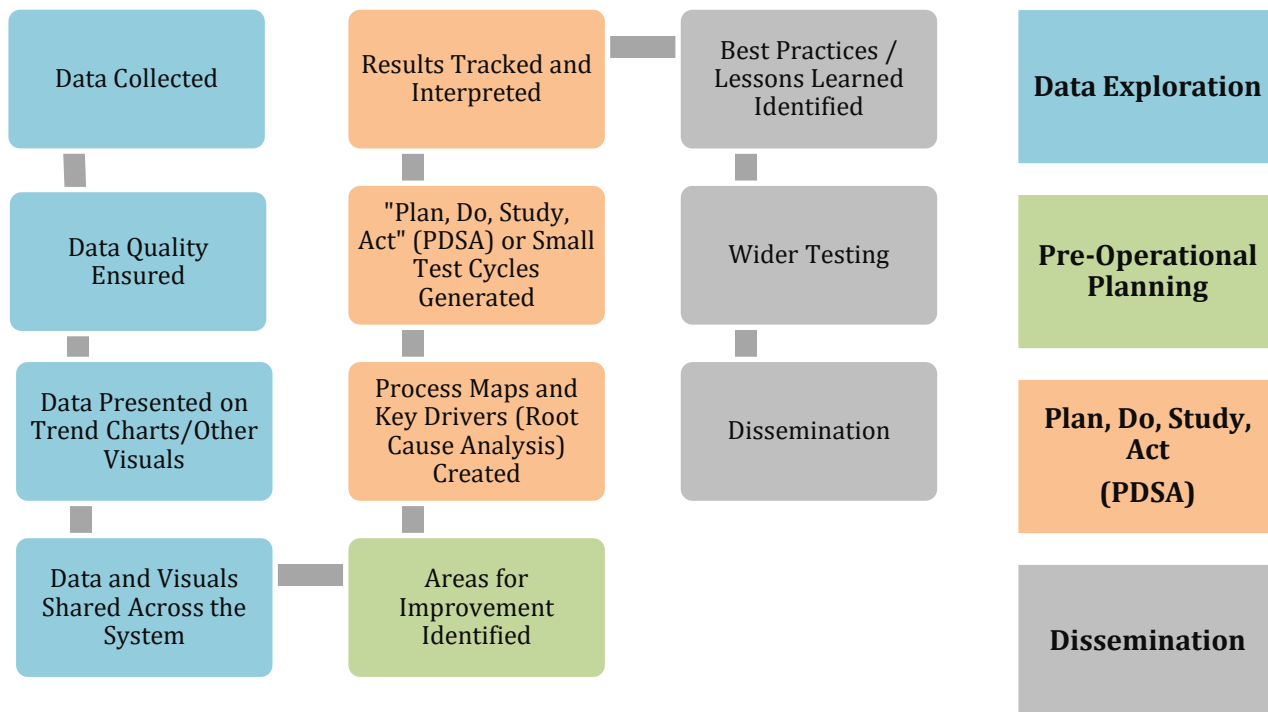 Data Collected
Data Quality
Ensured
Data Presented on
Trend Charts/Other
Visuals
Data and Visuals
Shared Across the
System
Areas for
Improvement
Identified
Process Maps and
Key Drivers (Root
Cause Analysis)
Created
"Plan, Do, Study,
Act" (PDSA) or Small
Test Cycles
Generated
Results Tracked and
Interpreted
Best Practices /
Lessons Learned
Identified
Wider Testing
Dissemination
Data Exploration
Pre-Operational
Planning
Plan, Do, Study,
Act
(PDSA)
Dissemination